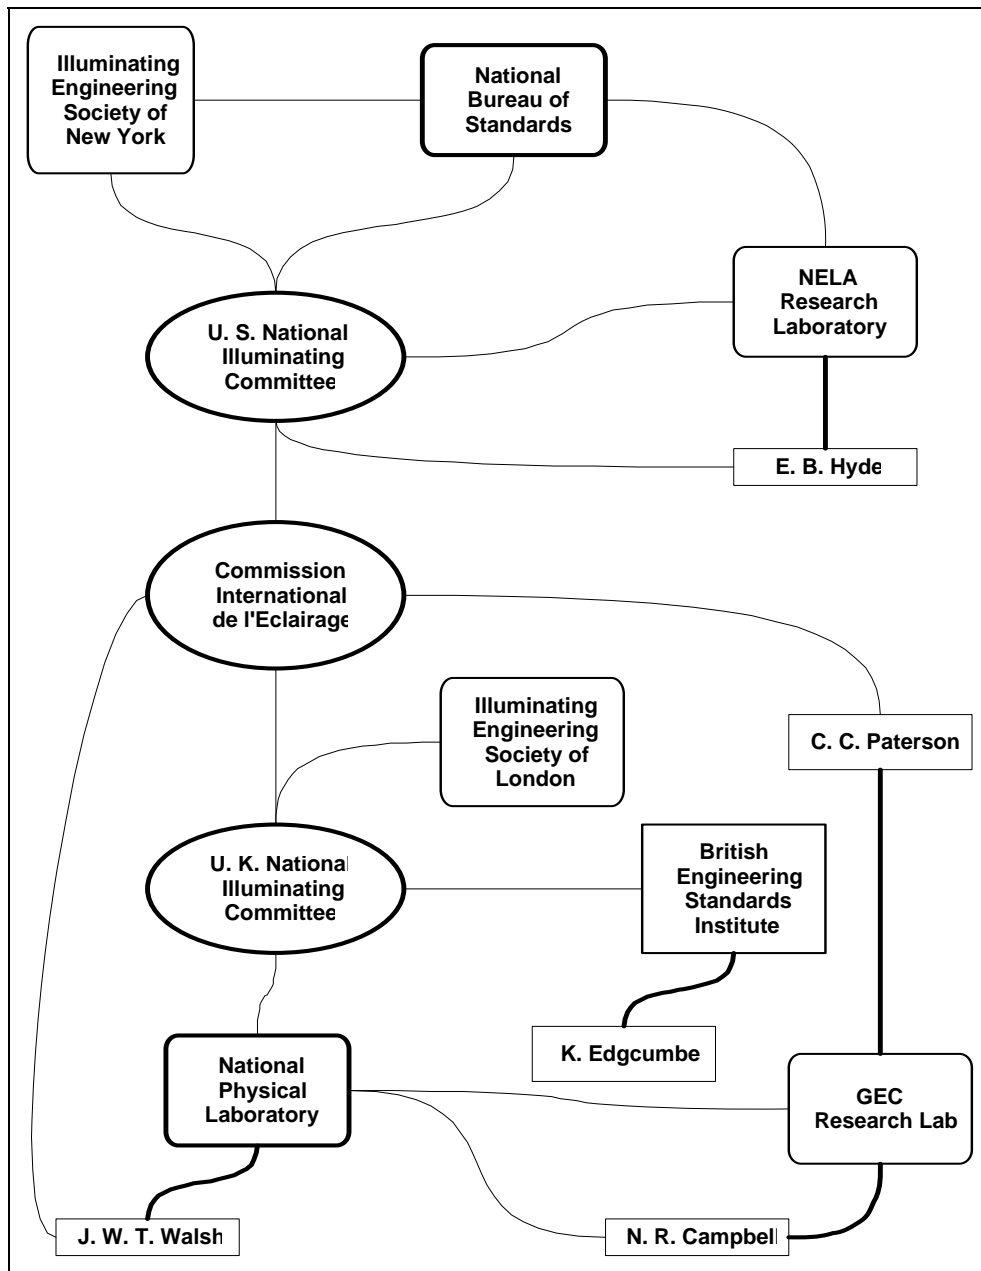 Illuminating
Engineering
Society of
New York
National
Bureau of
Standards
NELA
Research
Laboratory
U. S. National
Illuminating
Committee
E. B. Hyde
Commission
International
de l'Eclairage
Illuminating
Engineering
Society of
London
C. C. Paterson
U. K. National
Illuminating
Committee
British
Engineering
Standards
Institute
K. Edgcumbe
National
Physical
Laboratory
GEC
Research Lab
J. W. T. Walsh
N. R. Campbell